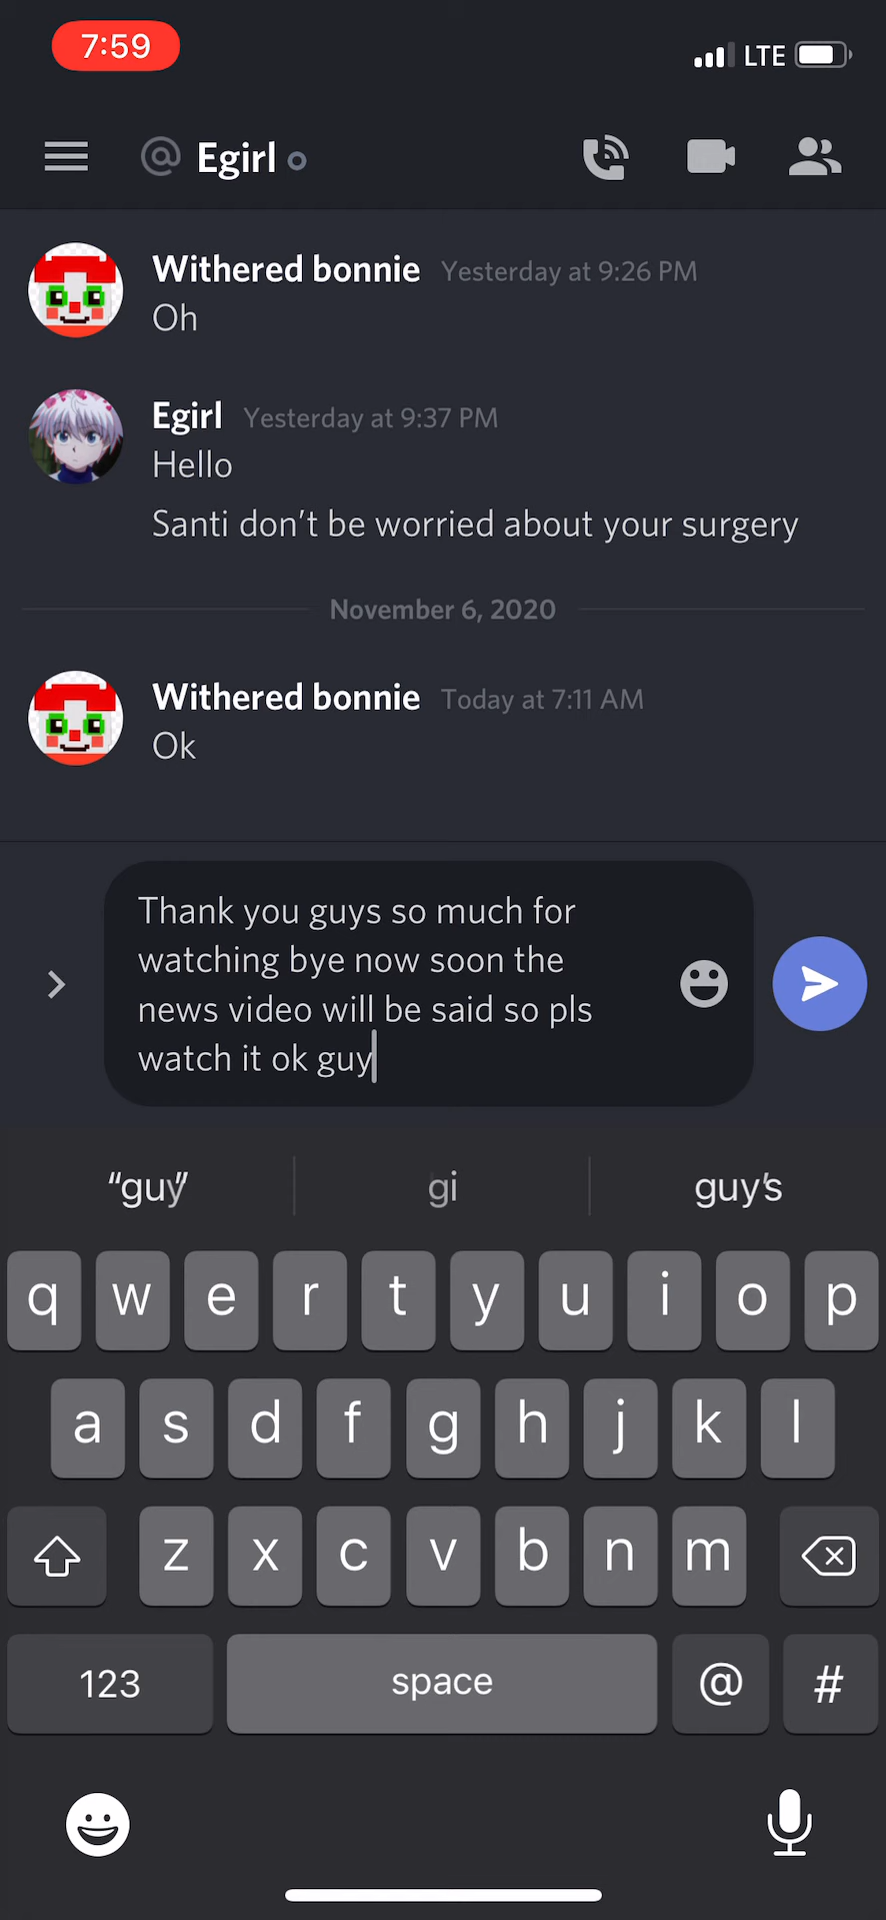 7:59
LTE
@ Egirl
Withered bonnie Yesterday at 9:26 PM
Oh
Egirl Yesterday at 9:37 PM
Hello
Santi don't be worried about your surgery
November 6, 2020
Withered bonnie Today at 7:11 AM
Ok
Thank you guys so much for
watching bye now soon the
news video will be said so pls
watch it ok guy
“guy” gi guy's
q w e r t y u i o p
a s d f g h j k l
z x c v b n m
123 space @ #